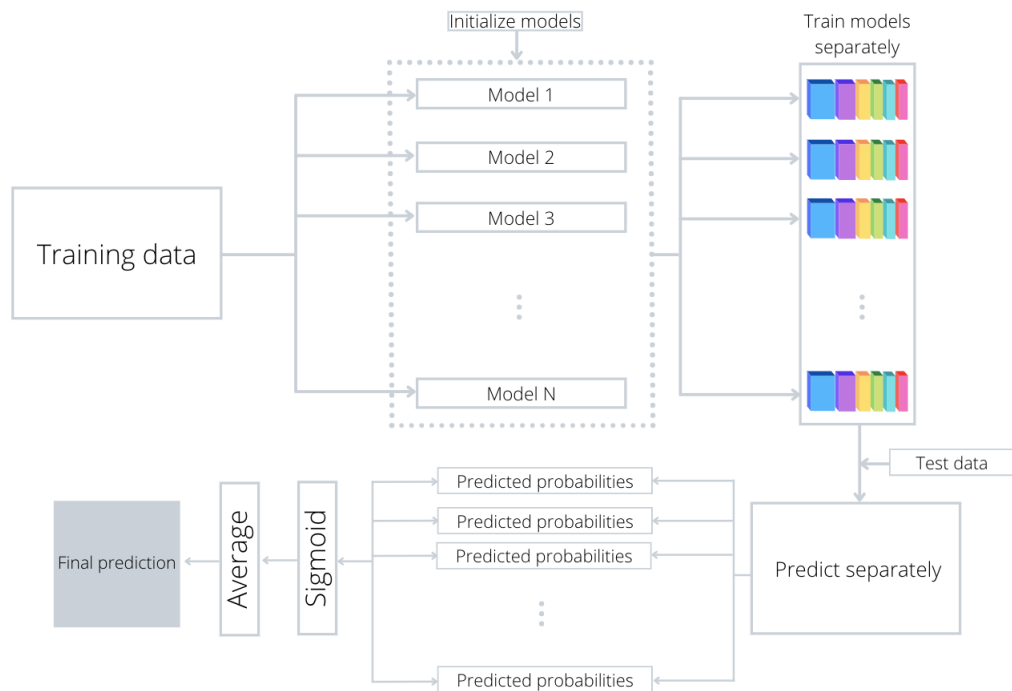 Initialize models
Train models
separately
Model 1
Model 2
Model 3
Model N
Training data
Test data
Predicted probabilities
Predicted probabilities
Predicted probabilities
Predicted probabilities
Predict separately
Sigmoid
Average
Final prediction